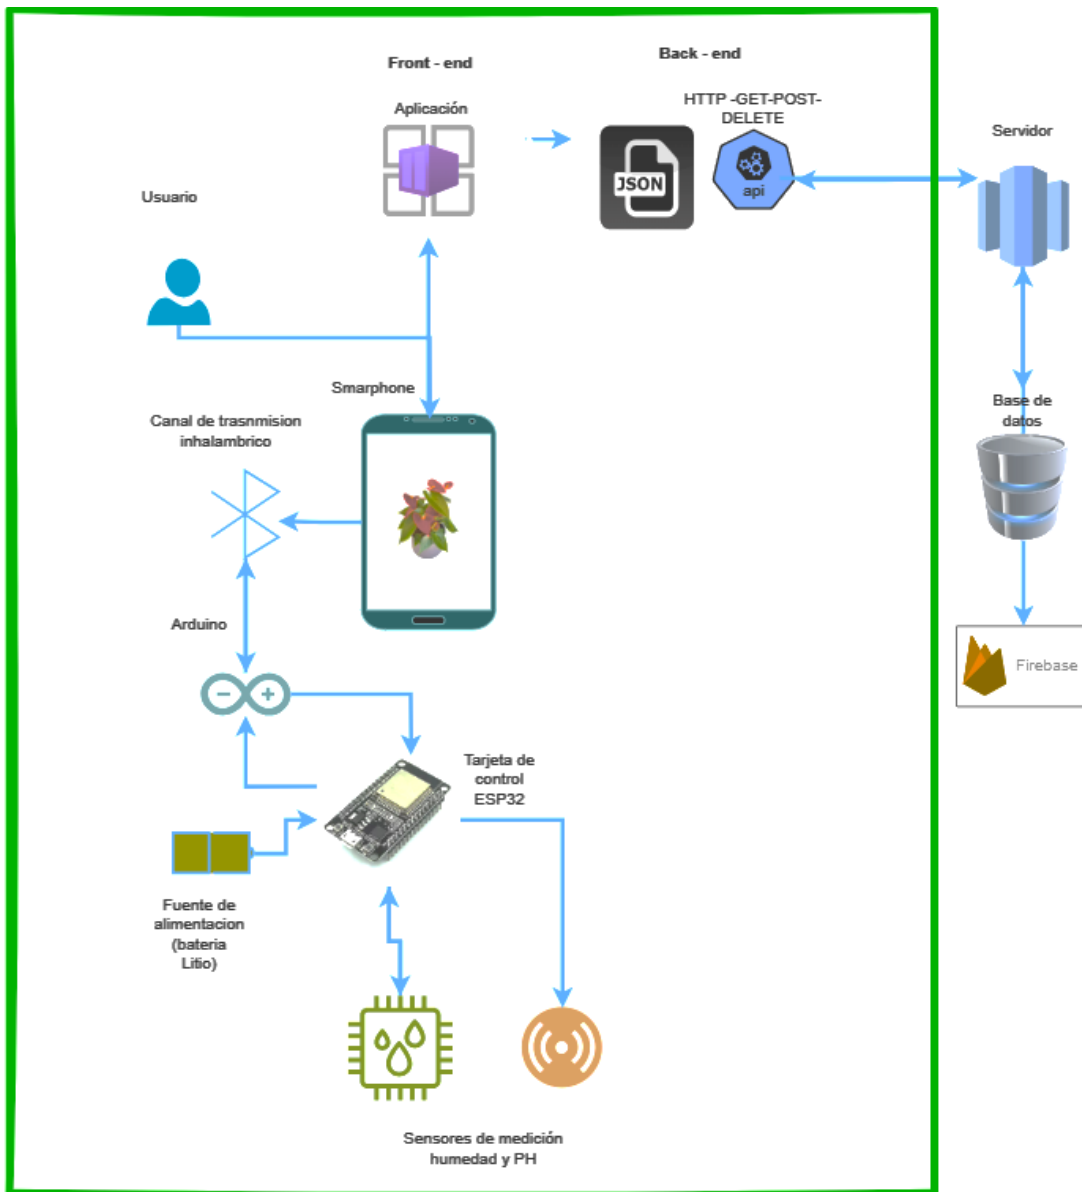 Front - end
Back - end
Aplicación
HTTP -GET-POST-
DELETE
JSON
api
Servidor
Usuario
Smarphone
Canal de trasnmision
inhalambrico
Base de
datos
Arduino
Firebase
Tarjeta de
control
ESP32
Fuente de
alimentacion
(bateria
Litio)
Sensores de medición
humedad y PH